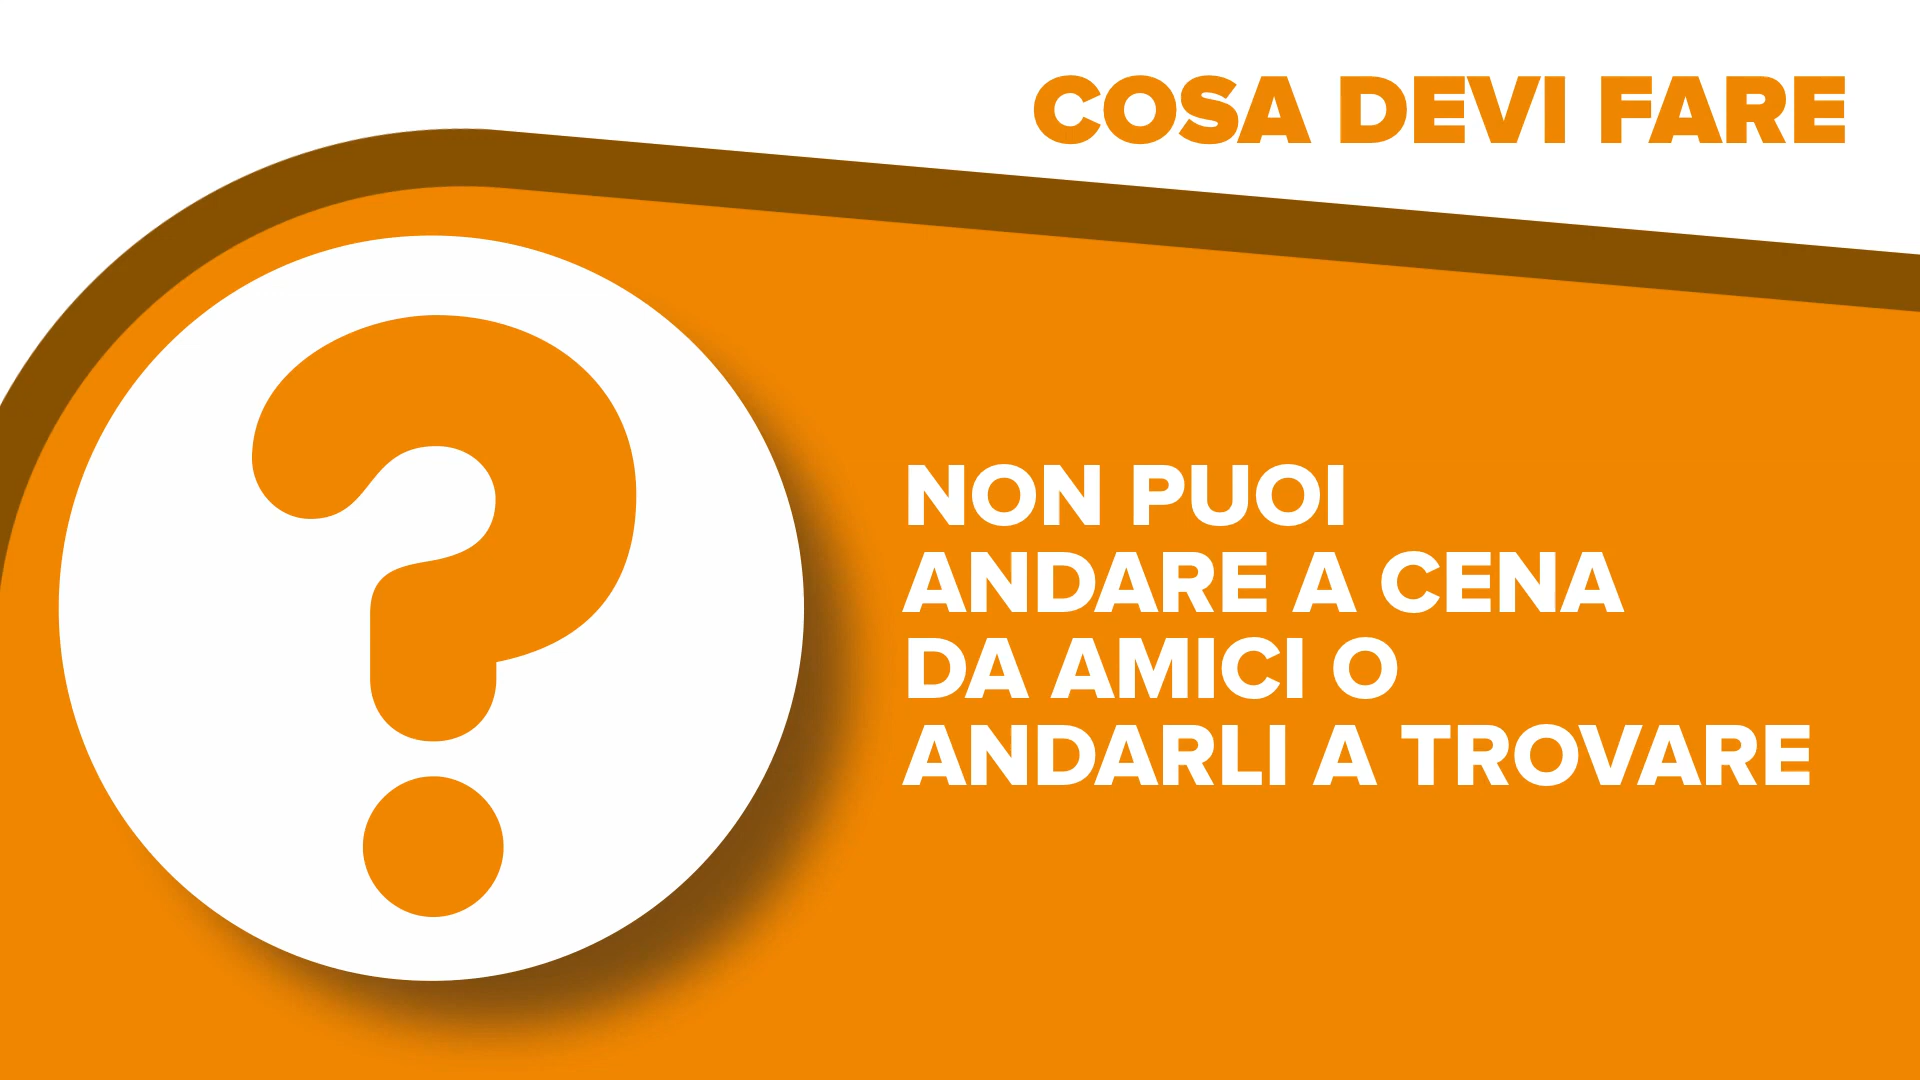 COSA DEVI FARE
NON PUOI
ANDARE A CENA
DA AMICI O
ANDARLI A TROVARE